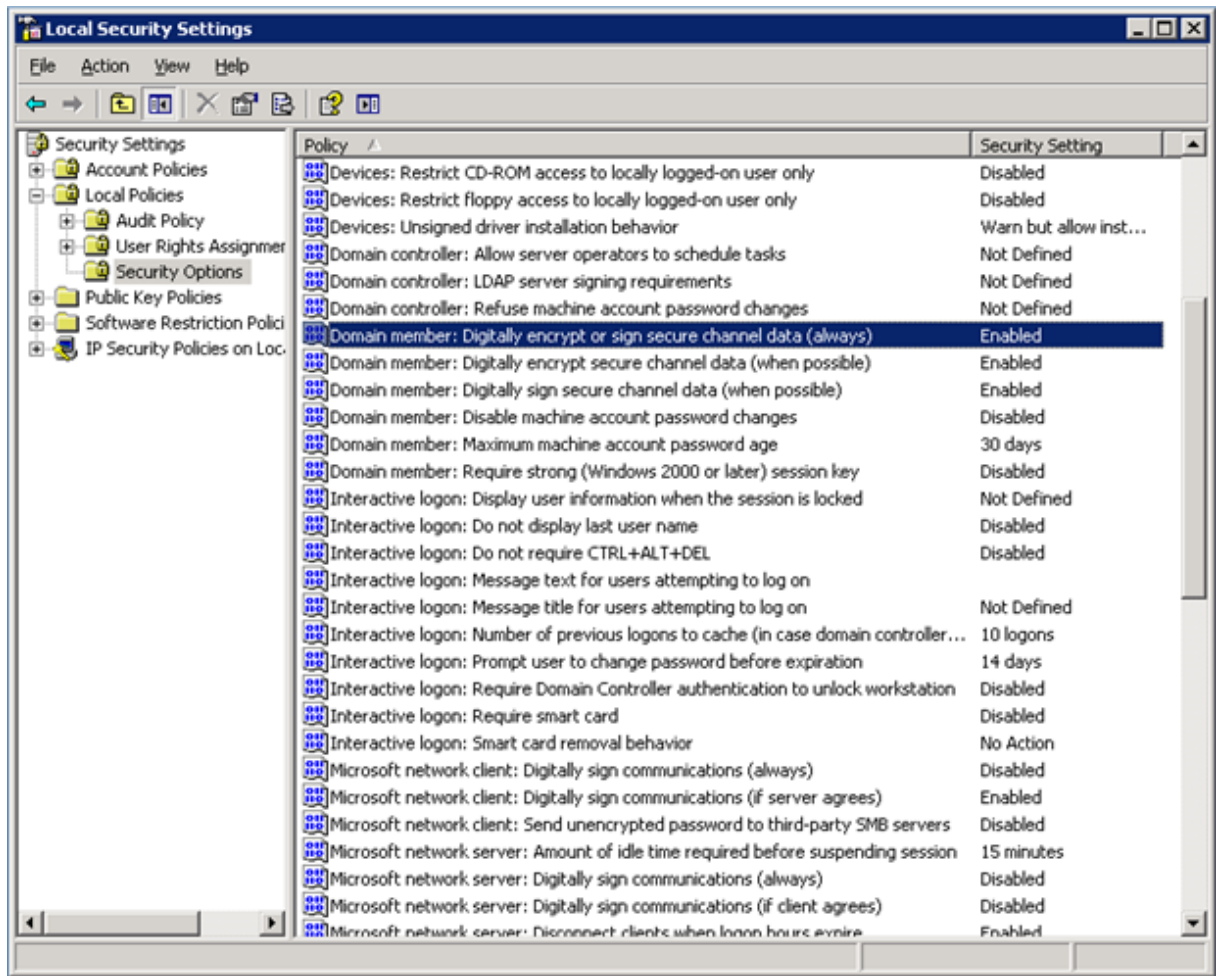 Local Security Settings
File Action View Help
Security Settings
Account Policies
Local Policies
Audit Policy
User Rights Assignmer
Security Options
Public Key Policies
Software Restriction Polici
IP Security Policies on Loc
Policy Security Setting
Devices: Restrict CD-ROM access to locally logged-on user only Disabled
Devices: Restrict floppy access to locally logged-on user only Disabled
Devices: Unsigned driver installation behavior Warn but allow inst...
Domain controller: Allow server operators to schedule tasks Not Defined
Domain controller: LDAP server signing requirements Not Defined
Domain controller: Refuse machine account password changes Not Defined
Domain member: Digitally encrypt or sign secure channel data (always) Enabled
Domain member: Digitally encrypt secure channel data (when possible) Enabled
Domain member: Digitally sign secure channel data (when possible) Enabled
Domain member: Disable machine account password changes Disabled
Domain member: Maximum machine account password age 30 days
Domain member: Require strong (Windows 2000 or later) session key Disabled
Interactive logon: Display user information when the session is locked Not Defined
Interactive logon: Do not display last user name Disabled
Interactive logon: Do not require CTRL+ALT+DEL Disabled
Interactive logon: Message text for users attempting to log on
Interactive logon: Message title for users attempting to log on Not Defined
Interactive logon: Number of previous logons to cache (in case domain controller... 10 logons
Interactive logon: Prompt user to change password before expiration 14 days
Interactive logon: Require Domain Controller authentication to unlock workstation Disabled
Interactive logon: Require smart card Disabled
Interactive logon: Smart card removal behavior No Action
Microsoft network client: Digitally sign communications (always) Disabled
Microsoft network client: Digitally sign communications (if server agrees) Enabled
Microsoft network client: Send unencrypted password to third-party SMB servers Disabled
Microsoft network server: Amount of idle time required before suspending session 15 minutes
Microsoft network server: Digitally sign communications (always) Disabled
Microsoft network server: Digitally sign communications (if client agrees) Disabled
Microsoft network server: Disconnect clients when logon hours expire Enabled